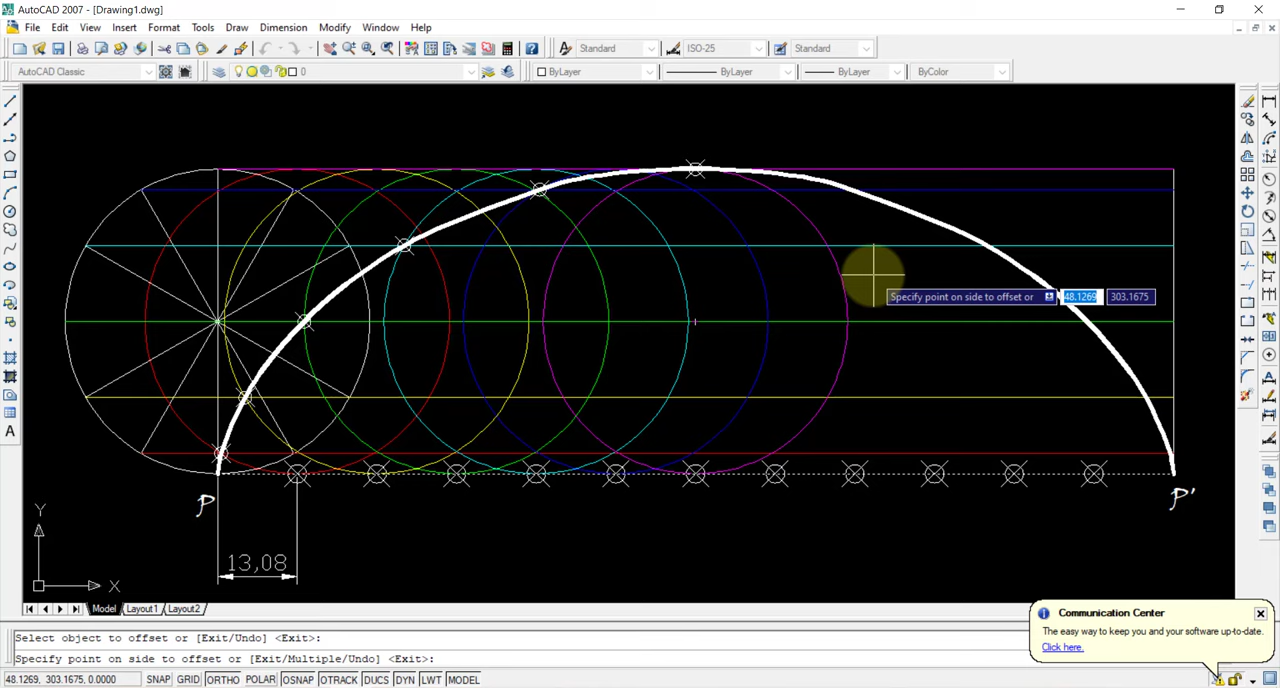 AutoCAD 2007 - [Drawing1.dwg]
File Edit View Insert Format Tools Draw Dimension Modify Window Help
Standard ISO-25 Standard
AutoCAD Classic 0 ByLayer ByLayer ByLayer ByColor
Specify point on side to offset or 48.1269 303.1675
P P'
Y
13,08
X
Model Layout1 Layout2
Communication Center
The easy way to keep you and your software up-to-date.
Click here.
Select object to offset or [Exit/Undo] <Exit>:
Specify point on side to offset or [Exit/Multiple/Undo] <Exit>:
48.1269, 303.1675, 0.0000 SNAP GRID ORTHO POLAR OSNAP OTRACK DUCS DYN LWT MODEL